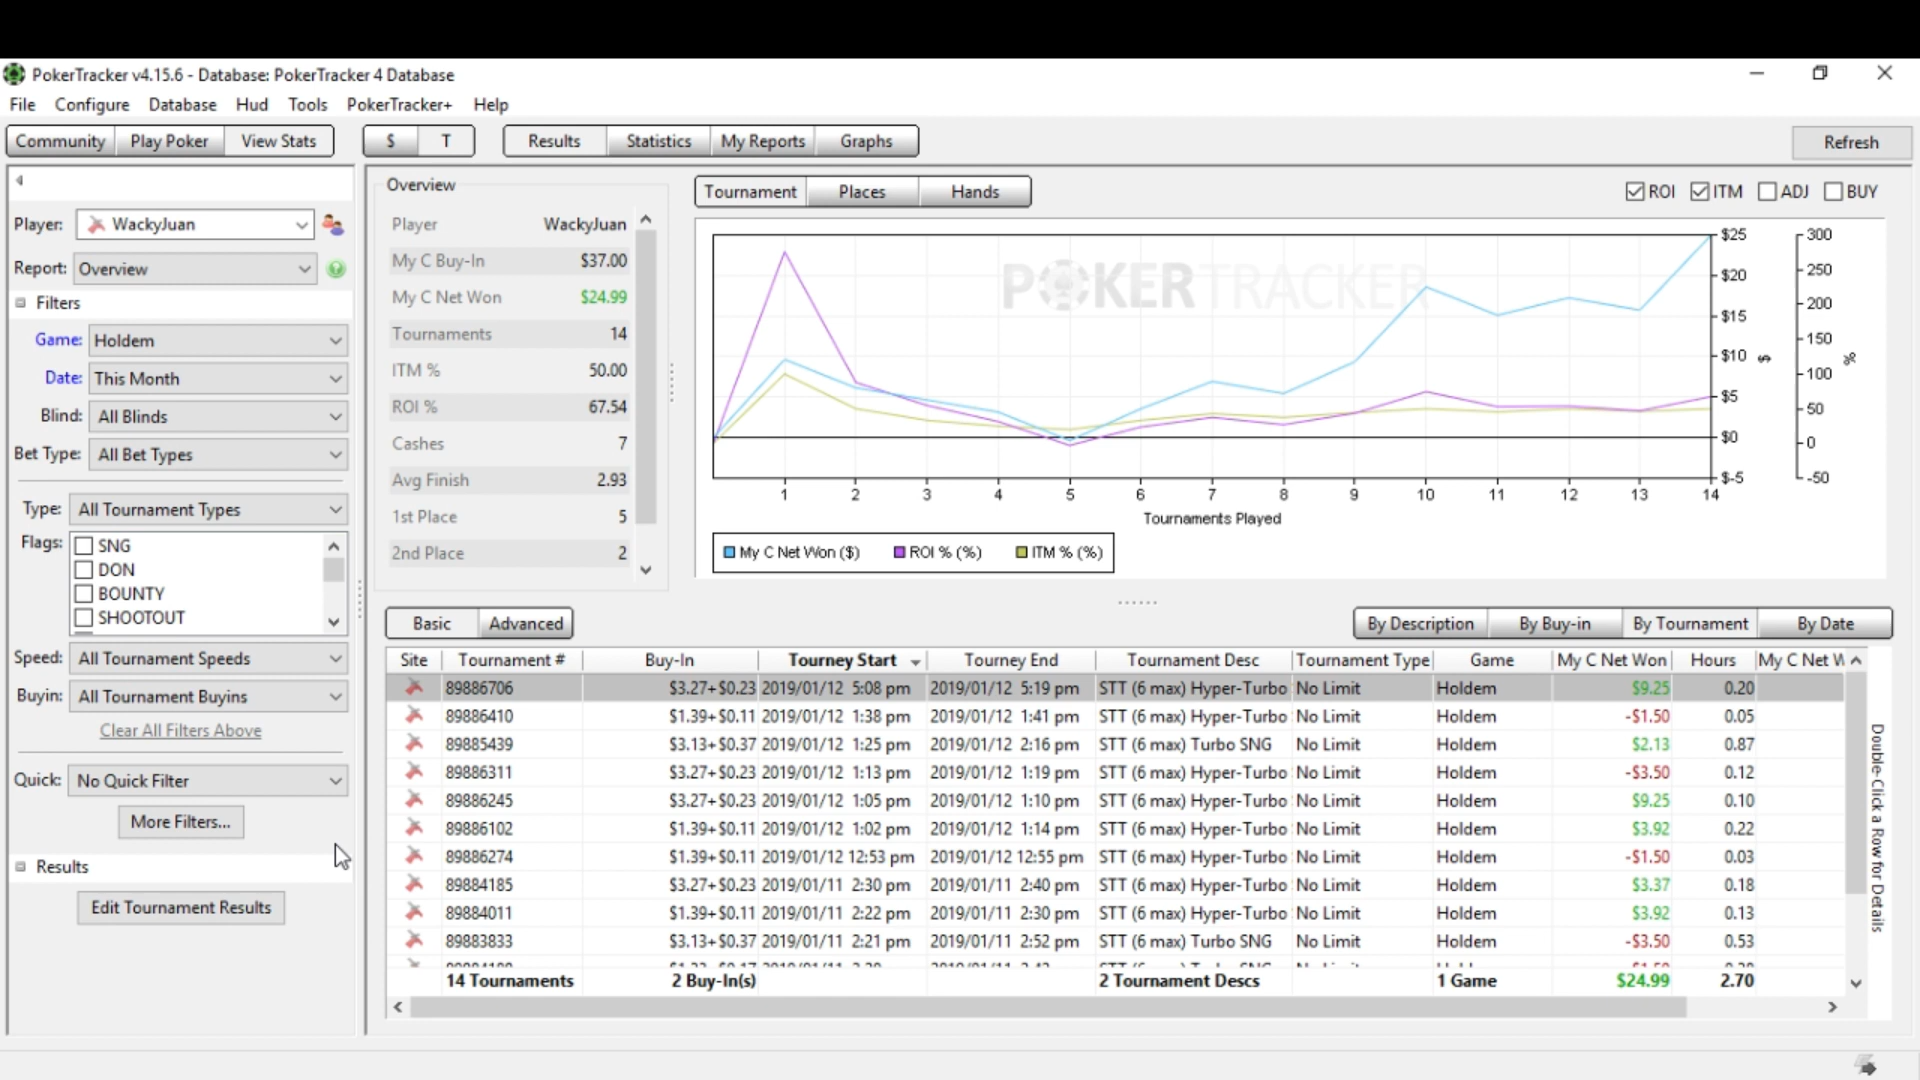 PokerTracker v4.15.6 - Database: PokerTracker 4 Database
File Configure Database Hud Tools PokerTracker+ Help
Community Play Poker View Stats $ T Results Statistics My Reports Graphs Refresh
Player: WackyJuan
Report: Overview
Filters
Game: Holdem
Date: This Month
Blind: All Blinds
Bet Type: All Bet Types
Type: All Tournament Types
Flags: SNG
DON
BOUNTY
SHOOTOUT
Speed: All Tournament Speeds
Buyin: All Tournament Buyins
Clear All Filters Above
Quick: No Quick Filter
More Filters...
Results
Edit Tournament Results
Overview
Player WackyJuan
My C Buy-In $37.00
My C Net Won $24.99
Tournaments 14
ITM % 50.00
ROI % 67.54
Cashes 7
Avg Finish 2.93
1st Place 5
2nd Place 2
Tournament Places Hands
ROI ITM ADJ BUY
POKERTRACKER
$25 300
$20 250
$15 200
$10 150
$5 100
$0 50
$-5 0
-50
$ %
1 2 3 4 5 6 7 8 9 10 11 12 13 14
Tournaments Played
My C Net Won ($) ROI % (%) ITM % (%)
Basic Advanced
By Description By Buy-in By Tournament By Date
Site Tournament # Buy-In Tourney Start Tourney End Tournament Desc Tournament Type Game My C Net Won Hours My C Net W
89886706 $3.27+$0.23 2019/01/12 5:08 pm 2019/01/12 5:19 pm STT (6 max) Hyper-Turbo No Limit Holdem $9.25 0.20
89886410 $1.39+$0.11 2019/01/12 1:38 pm 2019/01/12 1:41 pm STT (6 max) Hyper-Turbo No Limit Holdem -$1.50 0.05
89885439 $3.13+$0.37 2019/01/12 1:25 pm 2019/01/12 2:16 pm STT (6 max) Turbo SNG No Limit Holdem $2.13 0.87
89886311 $3.27+$0.23 2019/01/12 1:13 pm 2019/01/12 1:19 pm STT (6 max) Hyper-Turbo No Limit Holdem -$3.50 0.12
89886245 $3.27+$0.23 2019/01/12 1:05 pm 2019/01/12 1:10 pm STT (6 max) Hyper-Turbo No Limit Holdem $9.25 0.10
89886102 $1.39+$0.11 2019/01/12 1:02 pm 2019/01/12 1:14 pm STT (6 max) Hyper-Turbo No Limit Holdem $3.92 0.22
89886274 $1.39+$0.11 2019/01/12 12:53 pm 2019/01/12 12:55 pm STT (6 max) Hyper-Turbo No Limit Holdem -$1.50 0.03
89884185 $3.27+$0.23 2019/01/11 2:30 pm 2019/01/11 2:40 pm STT (6 max) Hyper-Turbo No Limit Holdem $3.37 0.18
89884011 $1.39+$0.11 2019/01/11 2:22 pm 2019/01/11 2:30 pm STT (6 max) Hyper-Turbo No Limit Holdem $3.92 0.13
89883833 $3.13+$0.37 2019/01/11 2:21 pm 2019/01/11 2:52 pm STT (6 max) Turbo SNG No Limit Holdem -$3.50 0.53
14 Tournaments 2 Buy-In(s) 2 Tournament Descs 1 Game $24.99 2.70
Double-Click a Row for Details